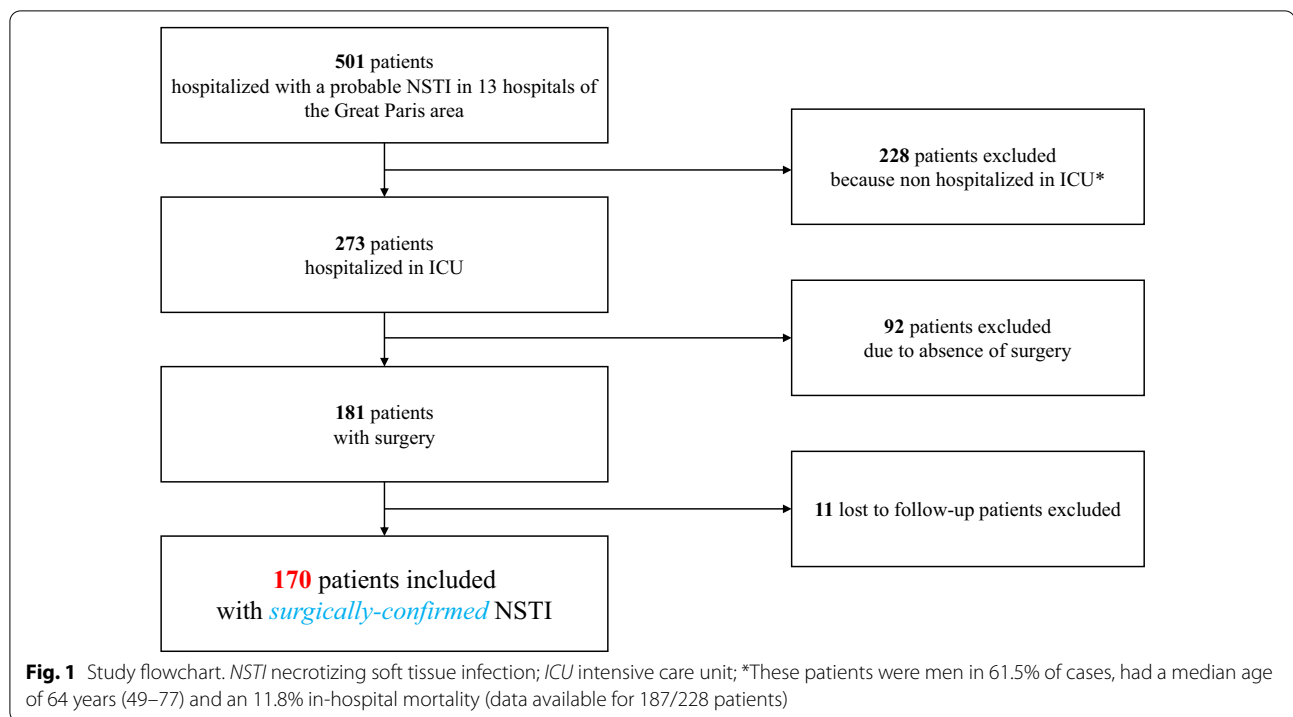 501 patients
hospitalized with a probable NSTI in 13 hospitals of
the Great Paris area
228 patients excluded
because non hospitalized in ICU*
273 patients
hospitalized in ICU
92 patients excluded
due to absence of surgery
181 patients
with surgery
11 lost to follow-up patients excluded
170 patients included
with surgically-confirmed NSTI
Fig. 1 Study flowchart. NSTI necrotizing soft tissue infection; ICU intensive care unit; *These patients were men in 61.5% of cases, had a median age
of 64 years (49–77) and an 11.8% in-hospital mortality (data available for 187/228 patients)